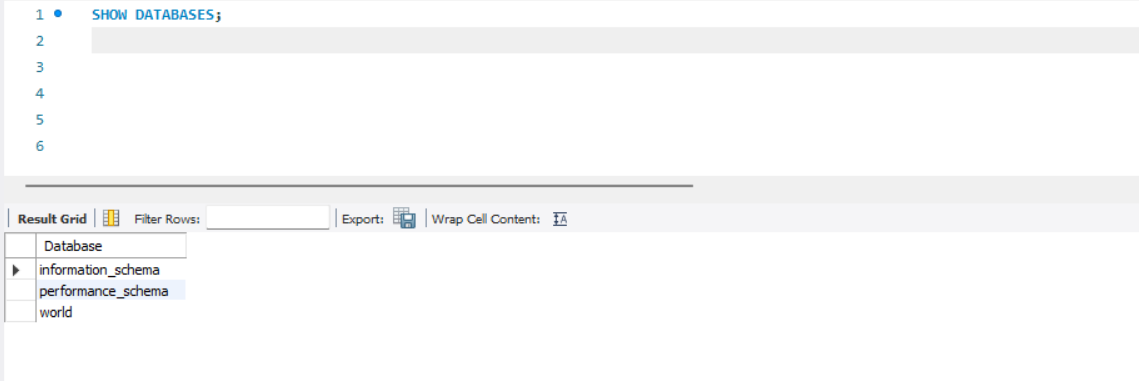 1 SHOW DATABASES;
2
3
4
5
6
Result Grid Filter Rows: Export: Wrap Cell Content: IA
Database
information_schema
performance_schema
world